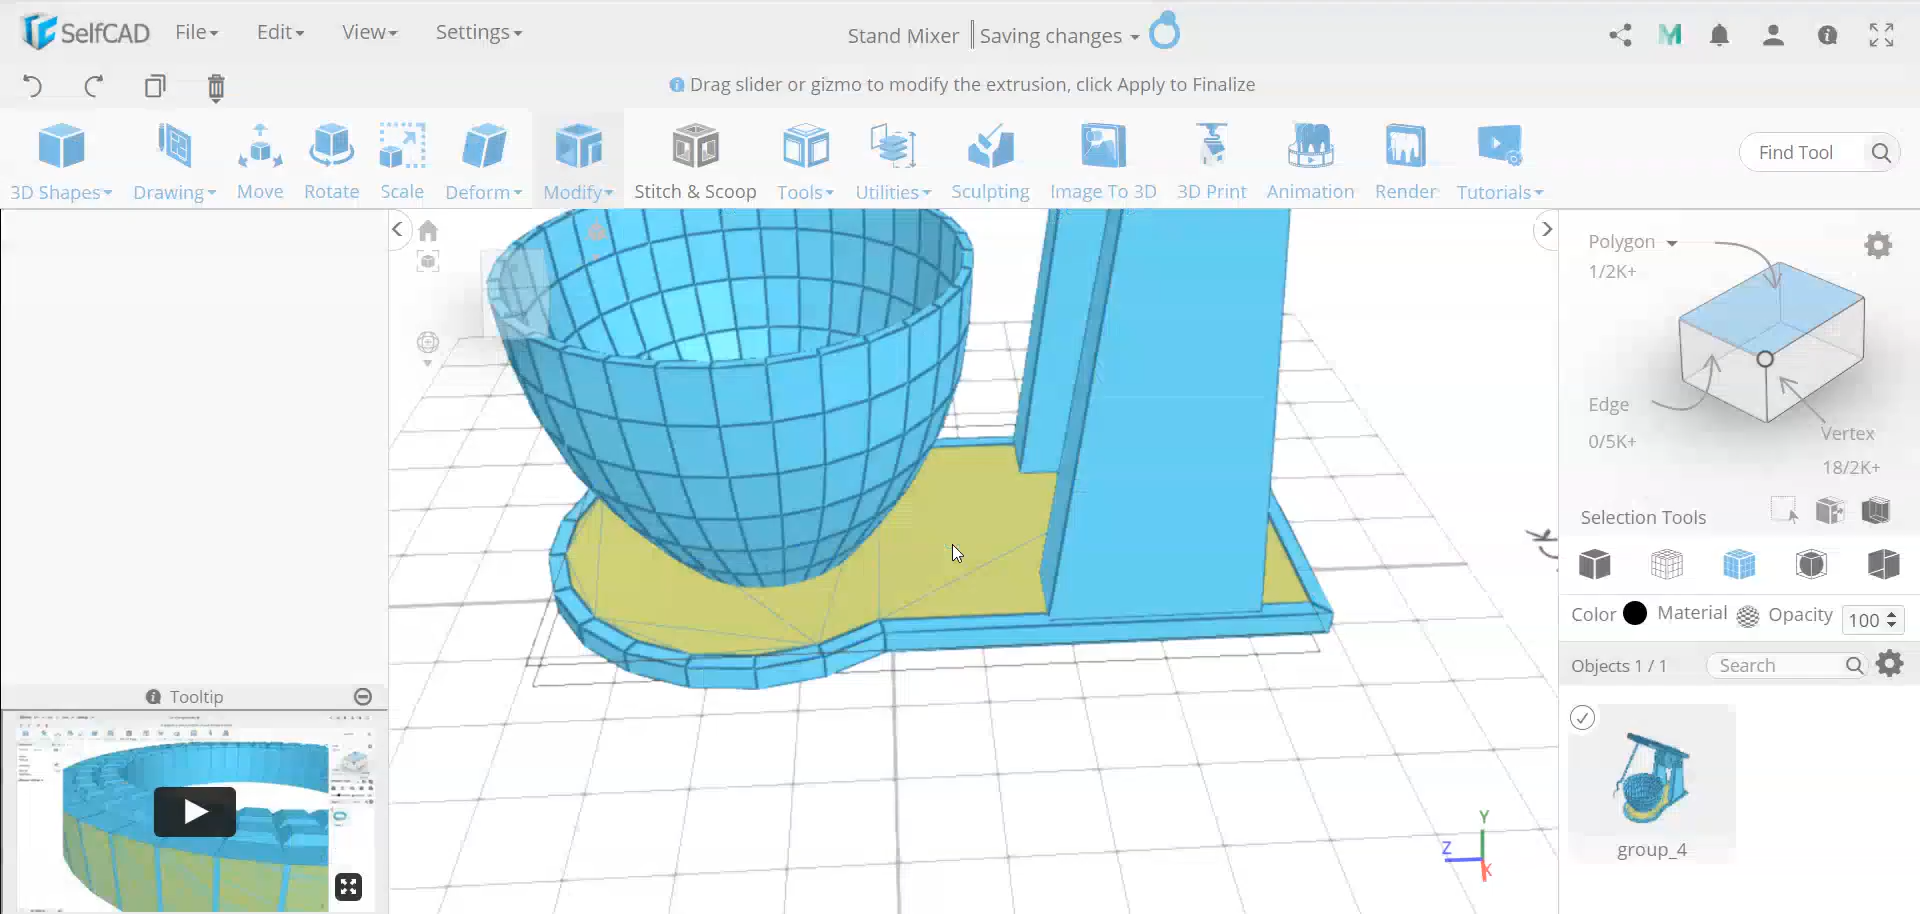 SelfCAD File Edit View Settings Stand Mixer Saving changes
Drag slider or gizmo to modify the extrusion, click Apply to Finalize
3D Shapes Drawing Move Rotate Scale Deform Modify Stitch & Scoop Tools Utilities Sculpting Image To 3D 3D Print Animation Render Tutorials Find Tool
Polygon
1/2K+
Edge
0/5K+
Vertex
18/2K+
Selection Tools
Color Material Opacity 100
Objects 1 / 1 Search
group_4
Tooltip
Y
Z
X